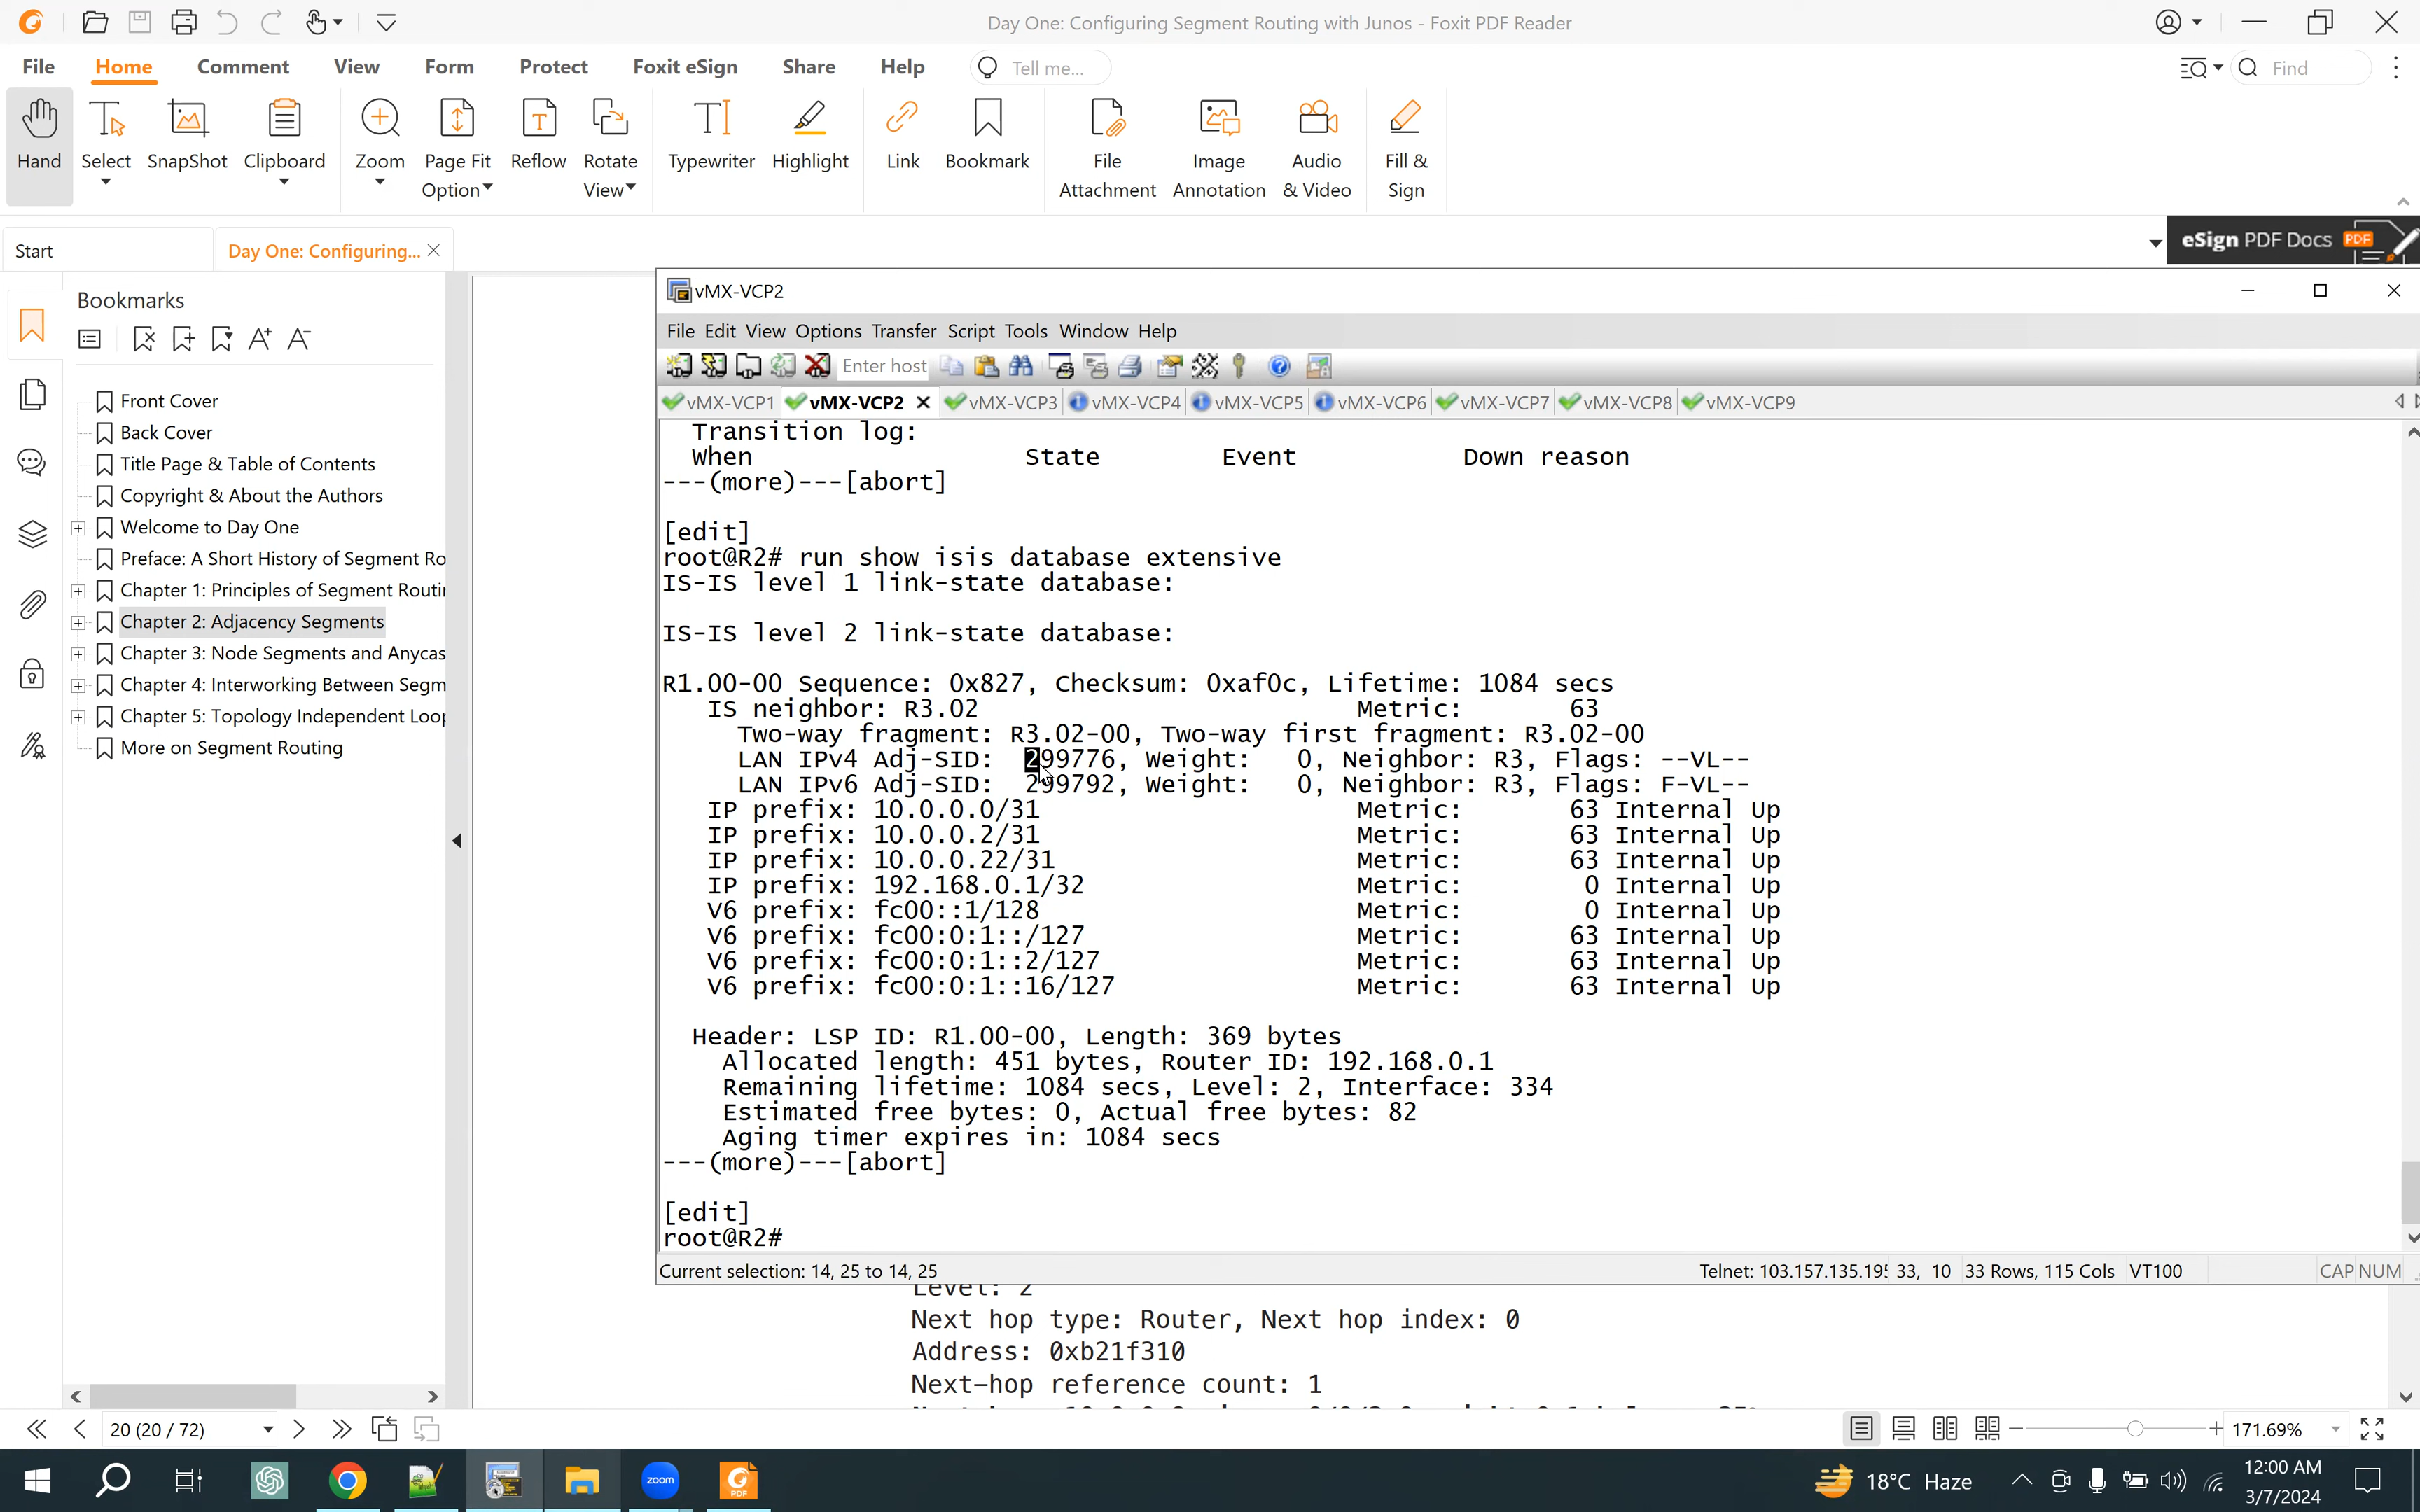 Day One: Configuring Segment Routing with Junos - Foxit PDF Reader
File Home Comment View Form Protect Foxit eSign Share Help Tell me... Find
Hand Select SnapShot Clipboard Zoom Page Fit Option Reflow Rotate View Typewriter Highlight Link Bookmark File Attachment Image Annotation Audio & Video Fill & Sign
Start Day One: Configuring... eSign PDF Docs PDF
Bookmarks
Front Cover
Back Cover
Title Page & Table of Contents
Copyright & About the Authors
Welcome to Day One
Preface: A Short History of Segment Ro
Chapter 1: Principles of Segment Routi
Chapter 2: Adjacency Segments
Chapter 3: Node Segments and Anycas
Chapter 4: Interworking Between Segm
Chapter 5: Topology Independent Loop
More on Segment Routing
vMX-VCP2
File Edit View Options Transfer Script Tools Window Help
Enter host
vMX-VCP1 vMX-VCP2 vMX-VCP3 vMX-VCP4 vMX-VCP5 vMX-VCP6 vMX-VCP7 vMX-VCP8 vMX-VCP9
Transition log:
When State Event Down reason
---(more)---[abort]
[edit]
root@R2# run show isis database extensive
IS-IS level 1 link-state database:
IS-IS level 2 link-state database:
R1.00-00 Sequence: 0x827, Checksum: 0xaf0c, Lifetime: 1084 secs
IS neighbor: R3.02 Metric: 63
Two-way fragment: R3.02-00, Two-way first fragment: R3.02-00
LAN IPv4 Adj-SID: 299776, Weight: 0, Neighbor: R3, Flags: --VL--
LAN IPv6 Adj-SID: 299792, Weight: 0, Neighbor: R3, Flags: F-VL--
IP prefix: 10.0.0.0/31 Metric: 63 Internal Up
IP prefix: 10.0.0.2/31 Metric: 63 Internal Up
IP prefix: 10.0.0.22/31 Metric: 63 Internal Up
IP prefix: 192.168.0.1/32 Metric: 0 Internal Up
V6 prefix: fc00::1/128 Metric: 0 Internal Up
V6 prefix: fc00:0:1::/127 Metric: 63 Internal Up
V6 prefix: fc00:0:1::2/127 Metric: 63 Internal Up
V6 prefix: fc00:0:1::16/127 Metric: 63 Internal Up
Header: LSP ID: R1.00-00, Length: 369 bytes
Allocated length: 451 bytes, Router ID: 192.168.0.1
Remaining lifetime: 1084 secs, Level: 2, Interface: 334
Estimated free bytes: 0, Actual free bytes: 82
Aging timer expires in: 1084 secs
---(more)---[abort]
[edit]
root@R2#
Current selection: 14, 25 to 14, 25 Telnet: 103.157.135.19 33, 10 33 Rows, 115 Cols VT100 CAP NUM
Level: 2
Next hop type: Router, Next hop index: 0
Address: 0xb21f310
Next-hop reference count: 1
20 (20 / 72) 171.69%
zoom PDF 18°C Haze 12:00 AM
3/7/2024